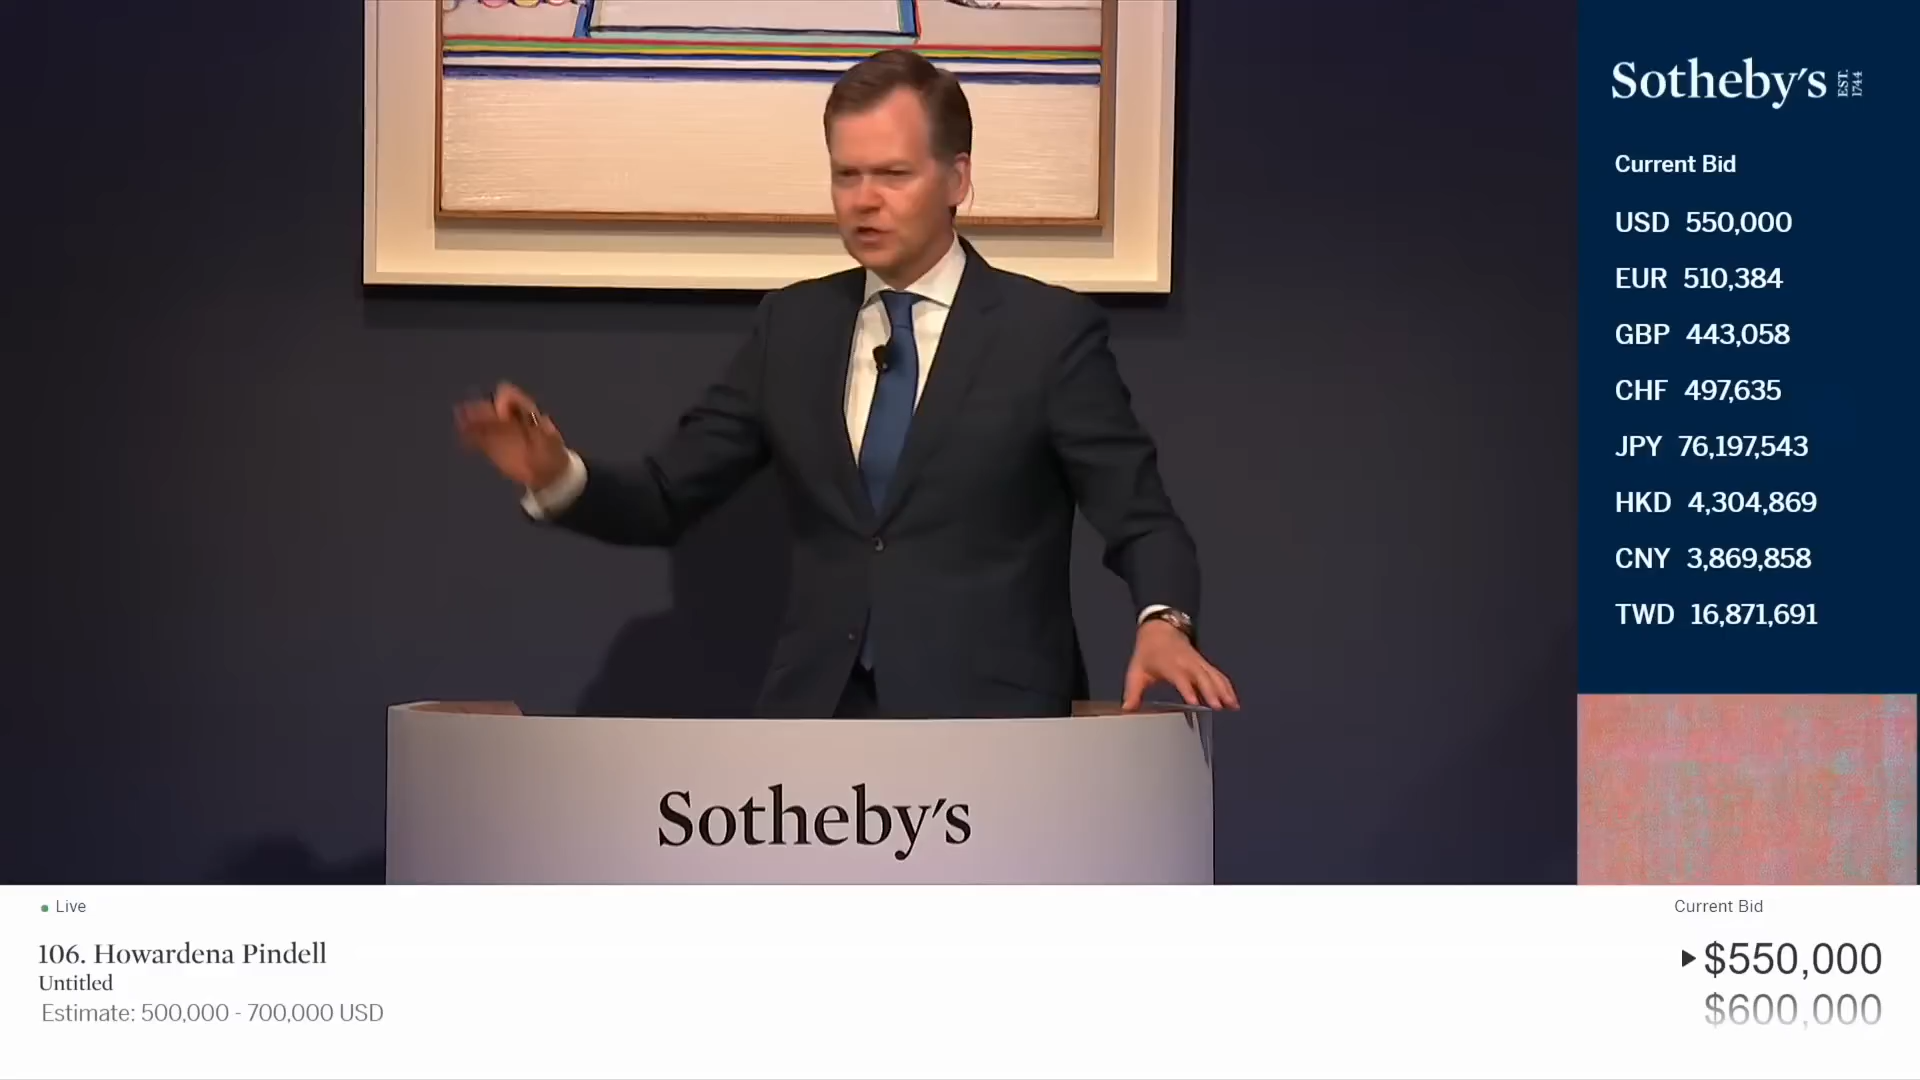 Sotheby's EST. 1744
Current Bid
USD 550,000
EUR 510,384
GBP 443,058
CHF 497,635
JPY 76,197,543
HKD 4,304,869
CNY 3,869,858
TWD 16,871,691
Sotheby's
Live
106. Howardena Pindell
Untitled
Estimate: 500,000 - 700,000 USD
Current Bid
$550,000
$600,000